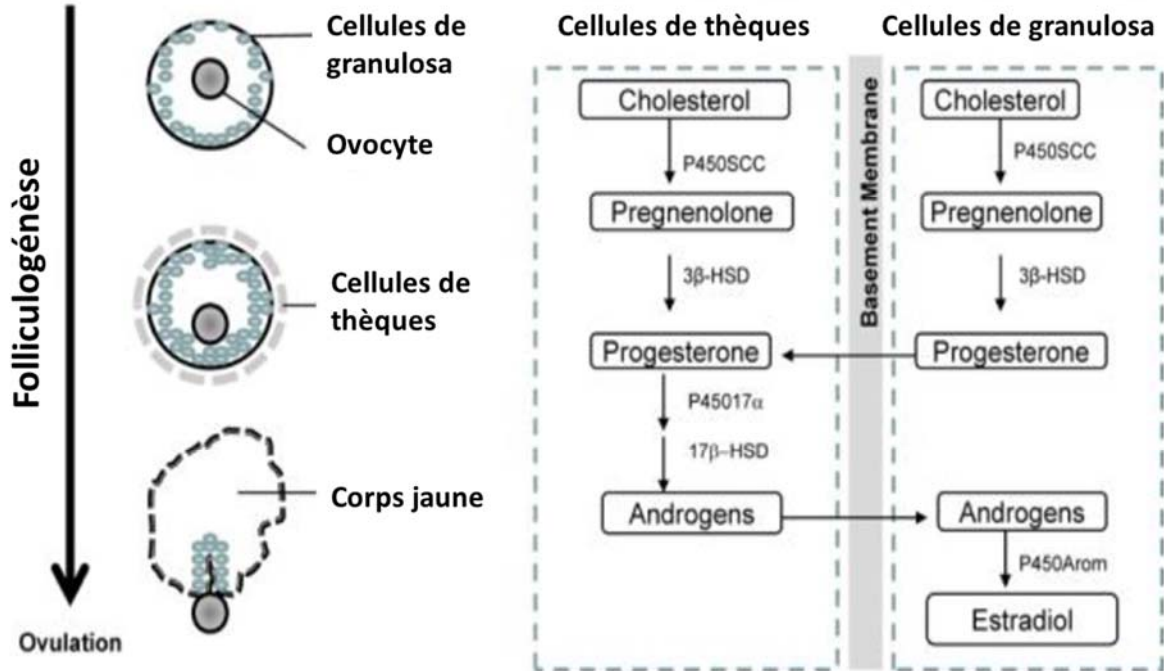 Folliculogénèse
Cellules de
granulosa
Ovocyte
Cellules de
thèques
Corps jaune
Ovulation
Cellules de thèques
Cholesterol
P450SCC
Pregnenolone
3β-HSD
Progesterone
P45017α
17β-HSD
Androgens
Basement Membrane
Cellules de granulosa
Cholesterol
P450SCC
Pregnenolone
3β-HSD
Progesterone
Androgens
P450Arom
Estradiol